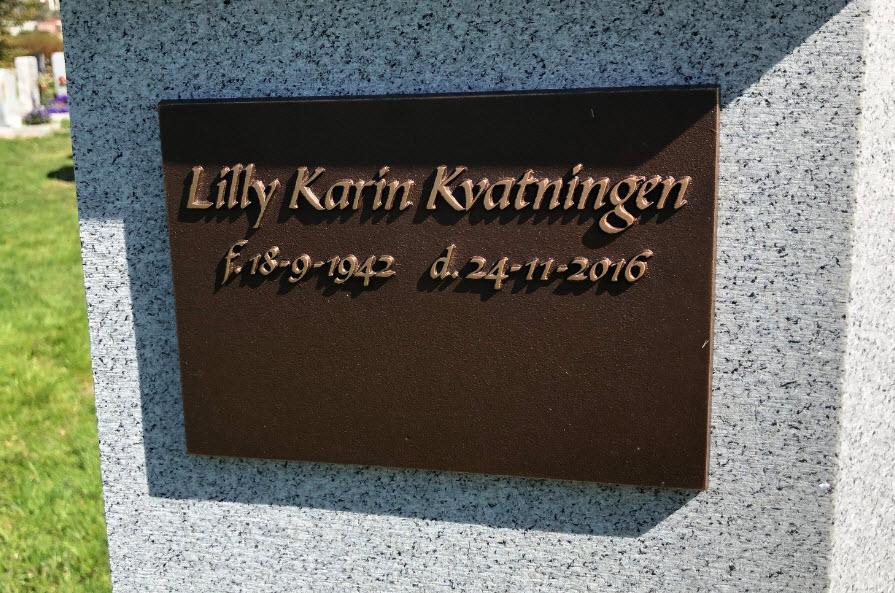 Lilly Karin Kvatningen
f. 18-9-1942 d. 24-11-2016